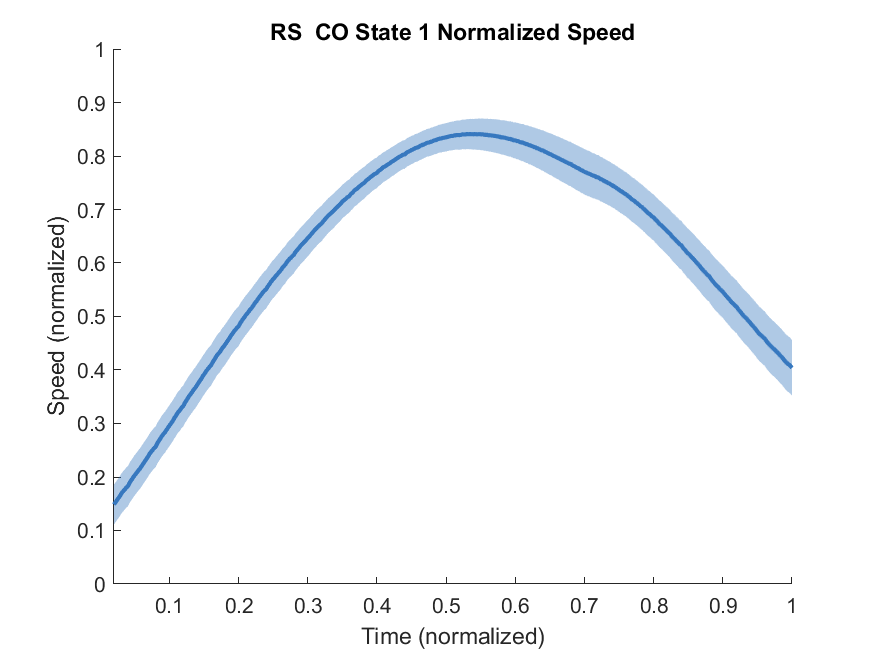 RS  CO State 1 Normalized Speed
1
0.9
0.8
0.7
0.6
0.5
0.4
0.3
0.2
0.1
0
Speed (normalized)
0.1 0.2 0.3 0.4 0.5 0.6 0.7 0.8 0.9 1
Time (normalized)